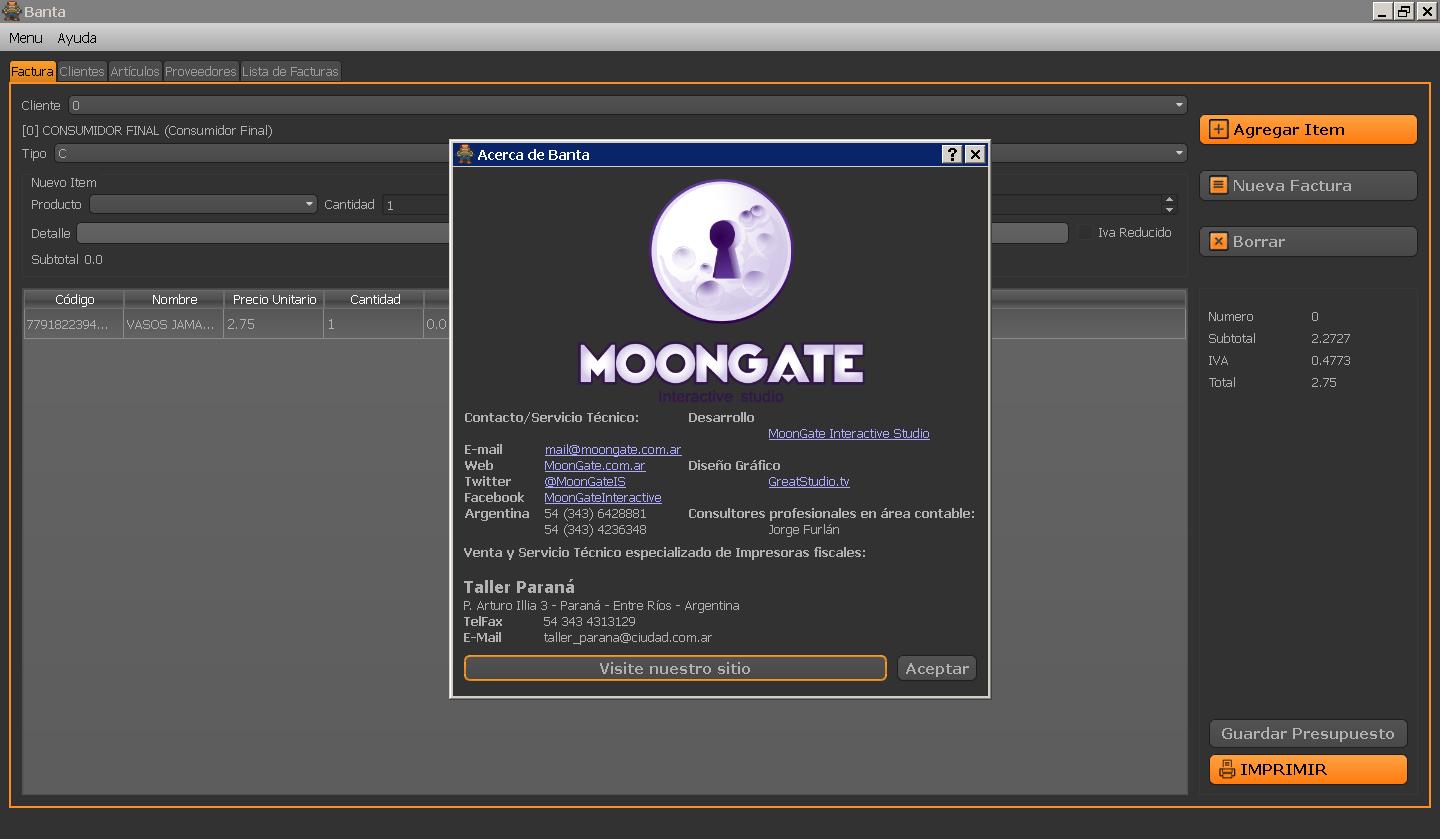 Banta
Menu Ayuda
Factura Clientes Artículos Proveedores Lista de Facturas
Cliente 0
[0] CONSUMIDOR FINAL (Consumidor Final)
Tipo C
Nuevo Item
Producto Cantidad 1
Detalle Iva Reducido
Subtotal 0.0
Código Nombre Precio Unitario Cantidad
7791822394... VASOS JAMA... 2.75 1 0.0
Agregar Item
Nueva Factura
Borrar
Numero 0
Subtotal 2.2727
IVA 0.4773
Total 2.75
Guardar Presupuesto
IMPRIMIR
Acerca de Banta
MOONGATE
Interactive studio
Contacto/Servicio Técnico: Desarrollo
MoonGate Interactive Studio
E-mail mail@moongate.com.ar
Web MoonGate.com.ar Diseño Gráfico
Twitter @MoonGateIS GreatStudio.tv
Facebook MoonGateInteractive
Argentina 54 (343) 6428881 Consultores profesionales en área contable:
54 (343) 4236348 Jorge Furlán
Venta y Servicio Técnico especializado de Impresoras fiscales:
Taller Paraná
P. Arturo Illia 3 - Paraná - Entre Ríos - Argentina
TelFax 54 343 4313129
E-Mail taller_parana@ciudad.com.ar
Visite nuestro sitio Aceptar